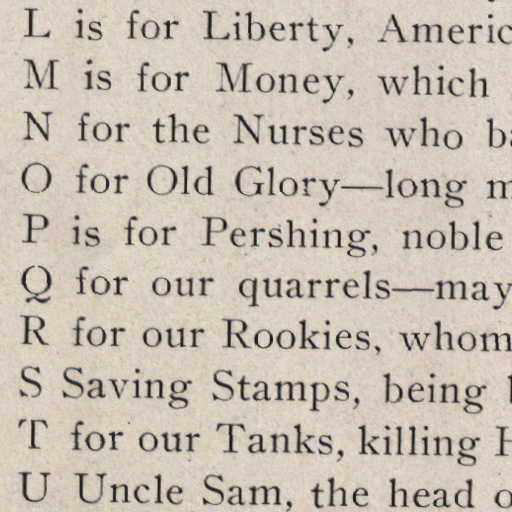 L is for Liberty, Americ
M is for Money, which
N for the Nurses who ba
O for Old Glory—long m
P is for Pershing, noble
Q for our quarrels—may
R for our Rookies, whom
S Saving Stamps, being
T for our Tanks, killing H
U Uncle Sam, the head o